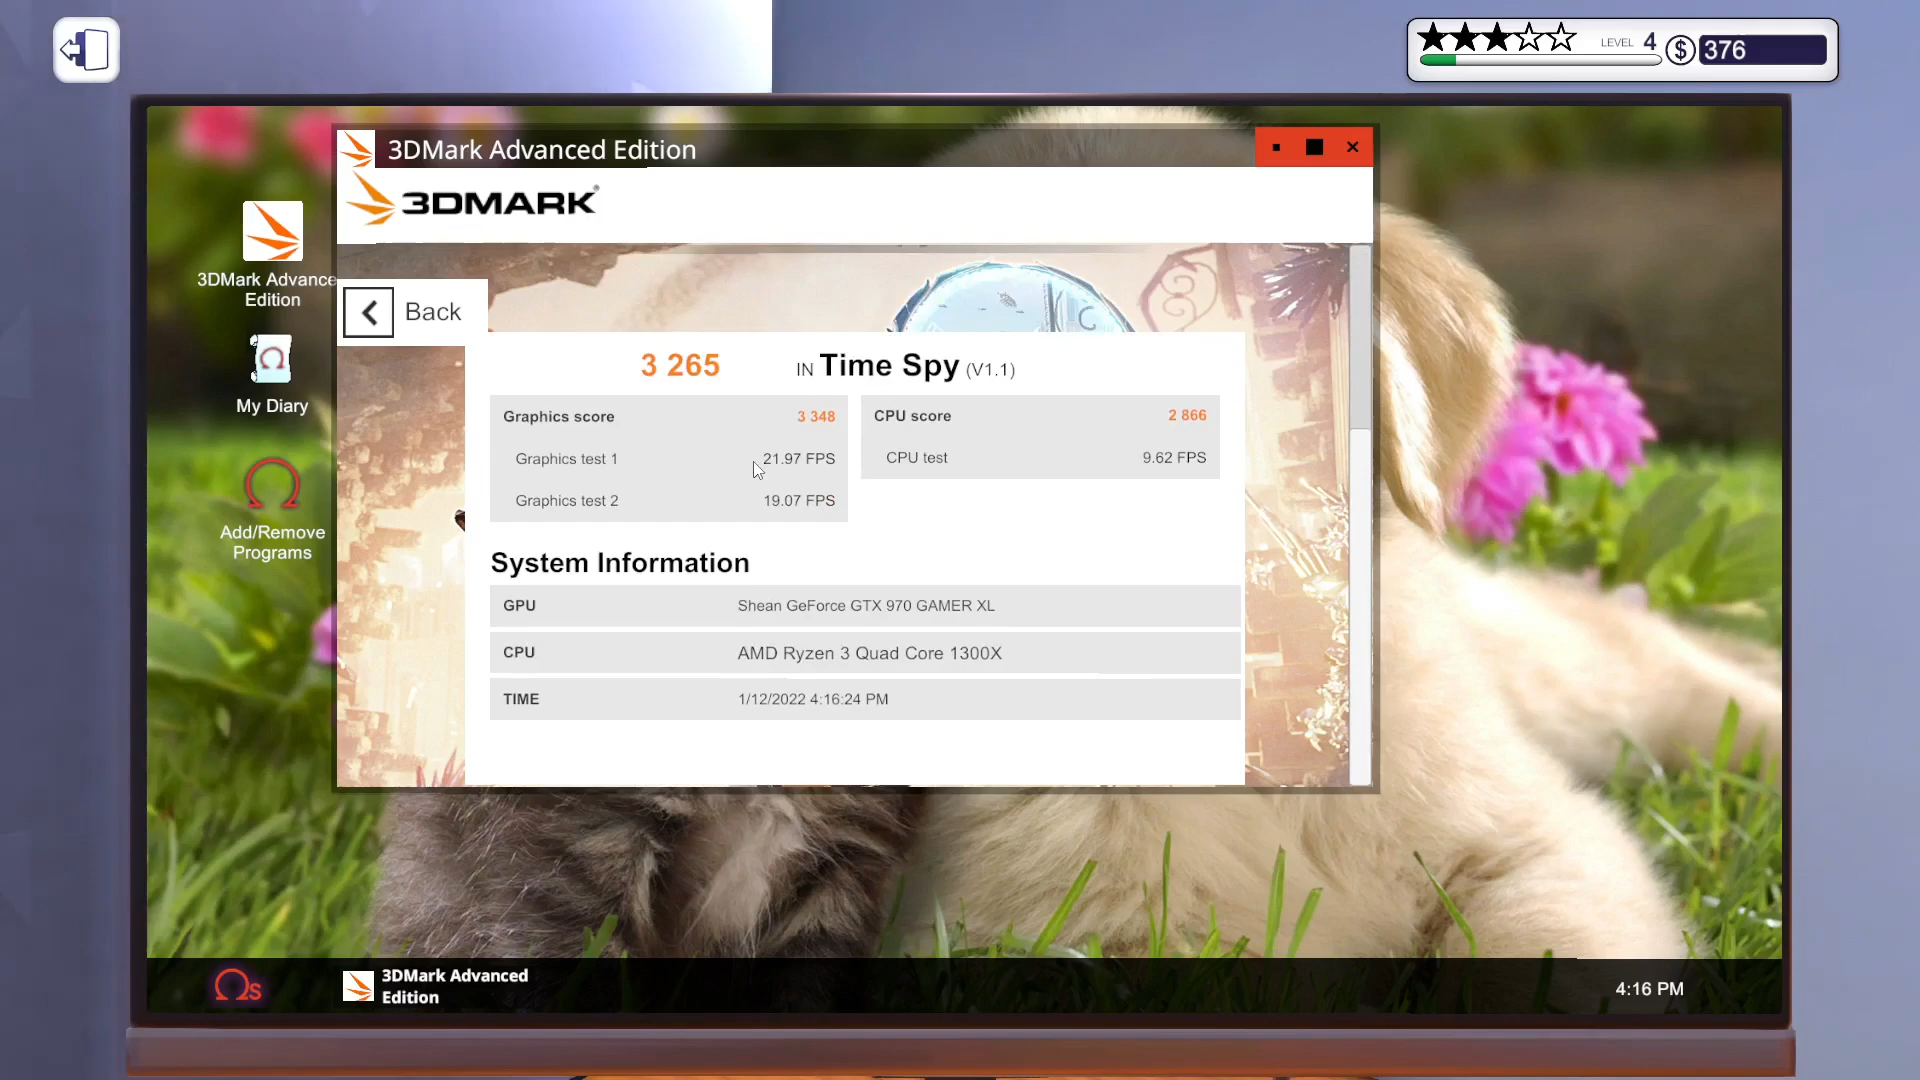 LEVEL 4 $ 376
3DMark Advanced Edition
3DMARK®
3DMark Advance
Edition
Back
3 265 IN Time Spy (V1.1)
Graphics score 3 348
Graphics test 1 21.97 FPS
Graphics test 2 19.07 FPS
CPU score 2 866
CPU test 9.62 FPS
My Diary
Add/Remove
Programs
System Information
GPU Shean GeForce GTX 970 GAMER XL
CPU AMD Ryzen 3 Quad Core 1300X
TIME 1/12/2022 4:16:24 PM
Ωs
3DMark Advanced
Edition
4:16 PM